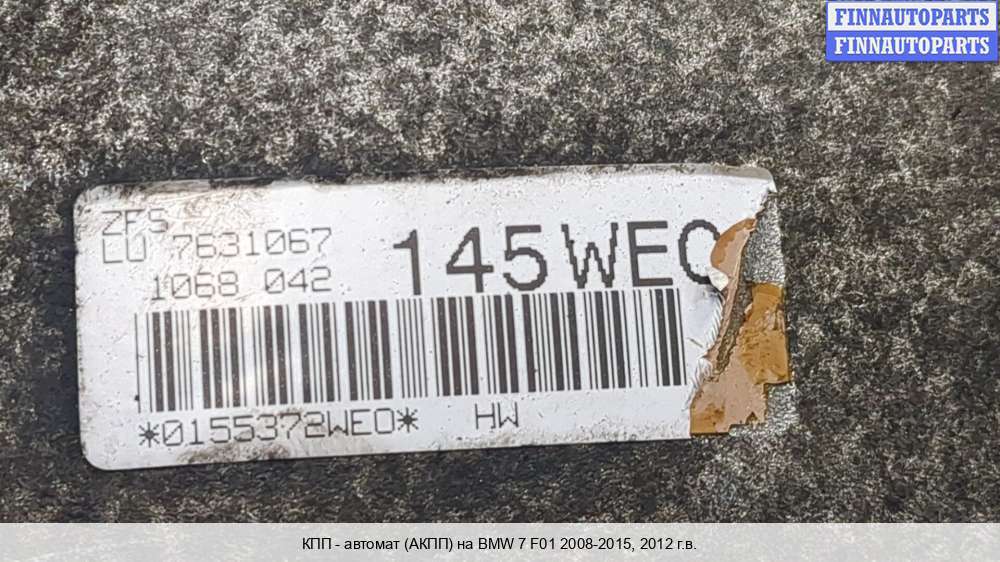 FINNAUTOPARTS
FINNAUTOPARTS
ZFS
LU 7631067
1068 042
145WEO
*0155372WEO* HW
КПП - автомат (АКПП) на BMW 7 F01 2008-2015, 2012 г.в.